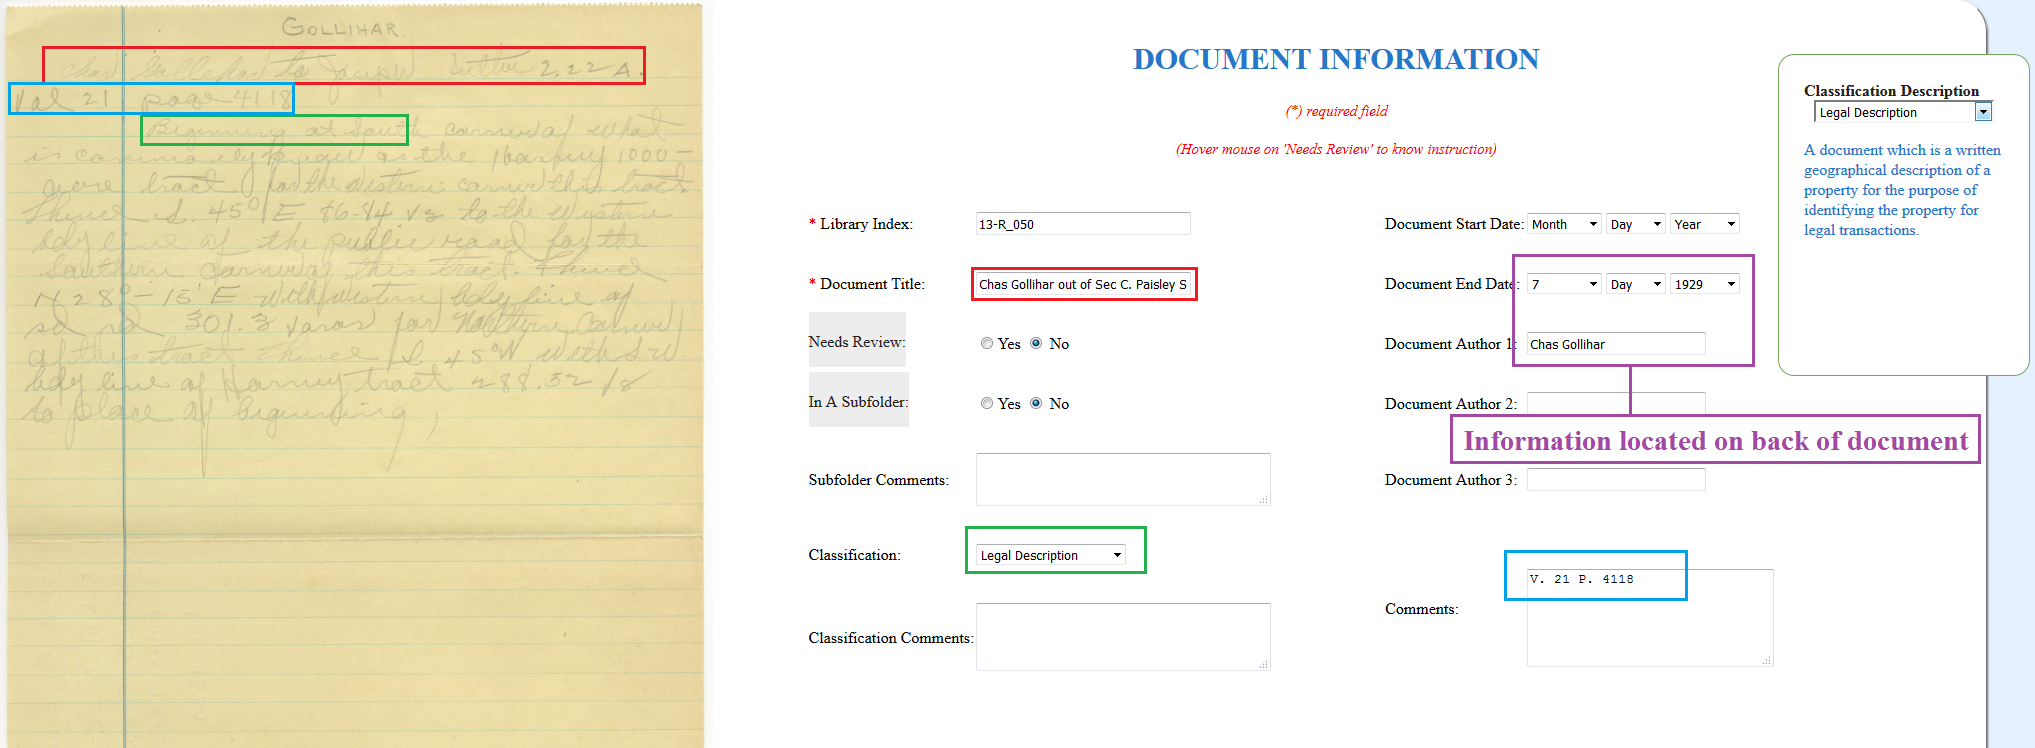 GOLLIHAR.
Chas Gollihar to Joseph 2.22 A.
Vol 21 page 4118
Beginning at South corner of what
is commonly known as the 1000-
acre tract for the western corner this tract.
Thence S. 45° E. 86-84 vs to the western
bdy line of the public road for the
Southern corner of this tract. Thence
N 28°-15' E with western bdy line of
sd rd 301.3 varas for Northern corner
of this tract Thence S. 45° W with S.W.
bdy line of tract 288.52 vs
to place of beginning,
DOCUMENT INFORMATION
(*) required field
(Hover mouse on 'Needs Review' to know instruction)
* Library Index: 13-R_050
* Document Title: Chas Gollihar out of Sec C. Paisley S
Needs Review: Yes No
In A Subfolder: Yes No
Subfolder Comments:
Classification: Legal Description
Classification Comments:
Document Start Date: Month Day Year
Document End Date: 7 Day 1929
Document Author 1: Chas Gollihar
Document Author 2:
Information located on back of document
Document Author 3:
V. 21 P. 4118
Comments:
Classification Description
Legal Description
A document which is a written
geographical description of a
property for the purpose of
identifying the property for
legal transactions.